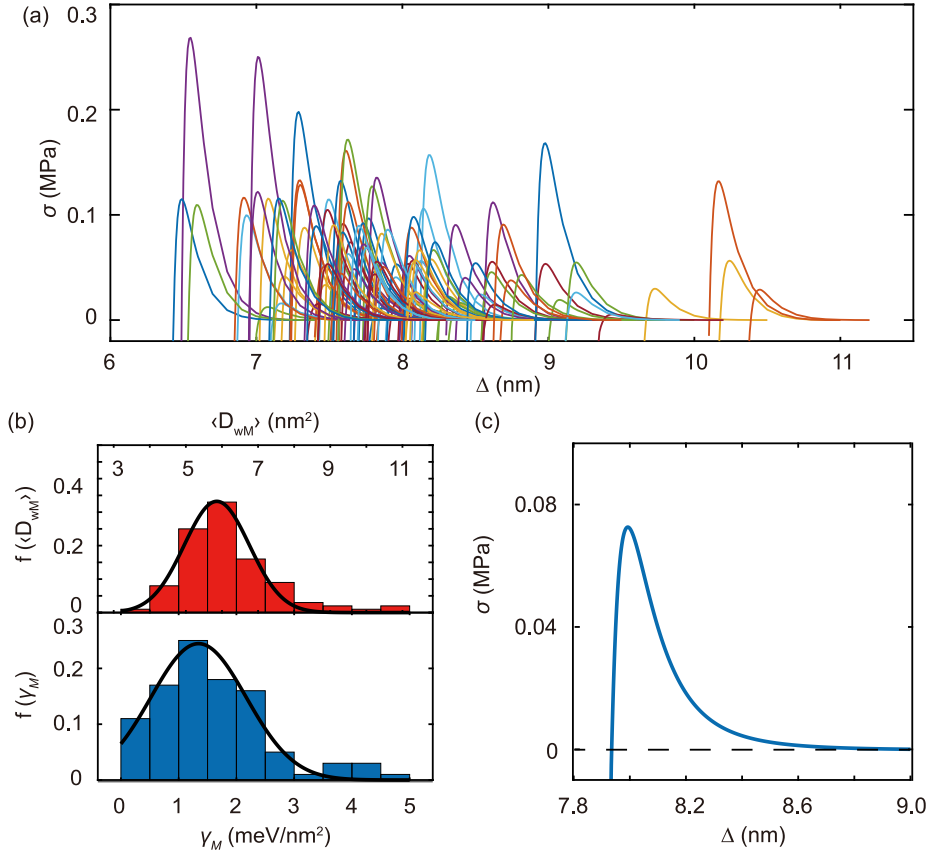 (a)
0.3
0.2
0.1
0
σ (MPa)
6 7 8 9 10 11
Δ (nm)
(b)
‹D_wM› (nm²)
3 5 7 9 11
0.4
0.2
0
f (‹D_wM›)
0.3
0.2
0.1
0
f (γ_M)
0 1 2 3 4 5
γ_M (meV/nm²)
(c)
0.08
0.04
0
σ (MPa)
7.8 8.2 8.6 9.0
Δ (nm)